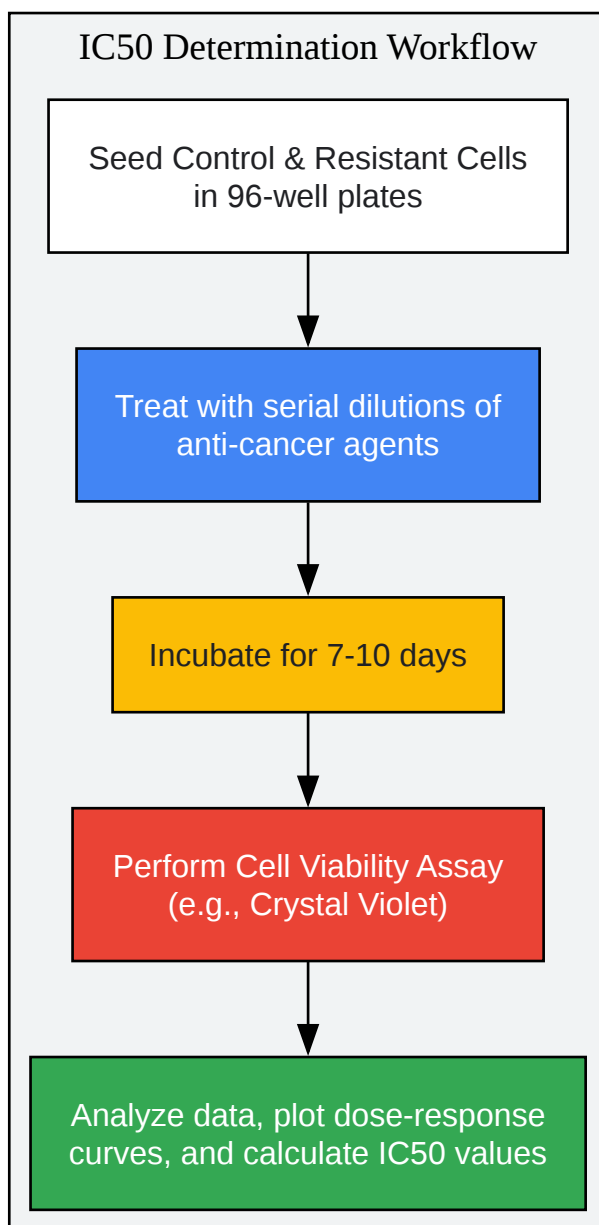 IC50 Determination Workflow
Seed Control & Resistant Cells
in 96-well plates
Treat with serial dilutions of
anti-cancer agents
Incubate for 7-10 days
Perform Cell Viability Assay
(e.g., Crystal Violet)
Analyze data, plot dose-response
curves, and calculate IC50 values